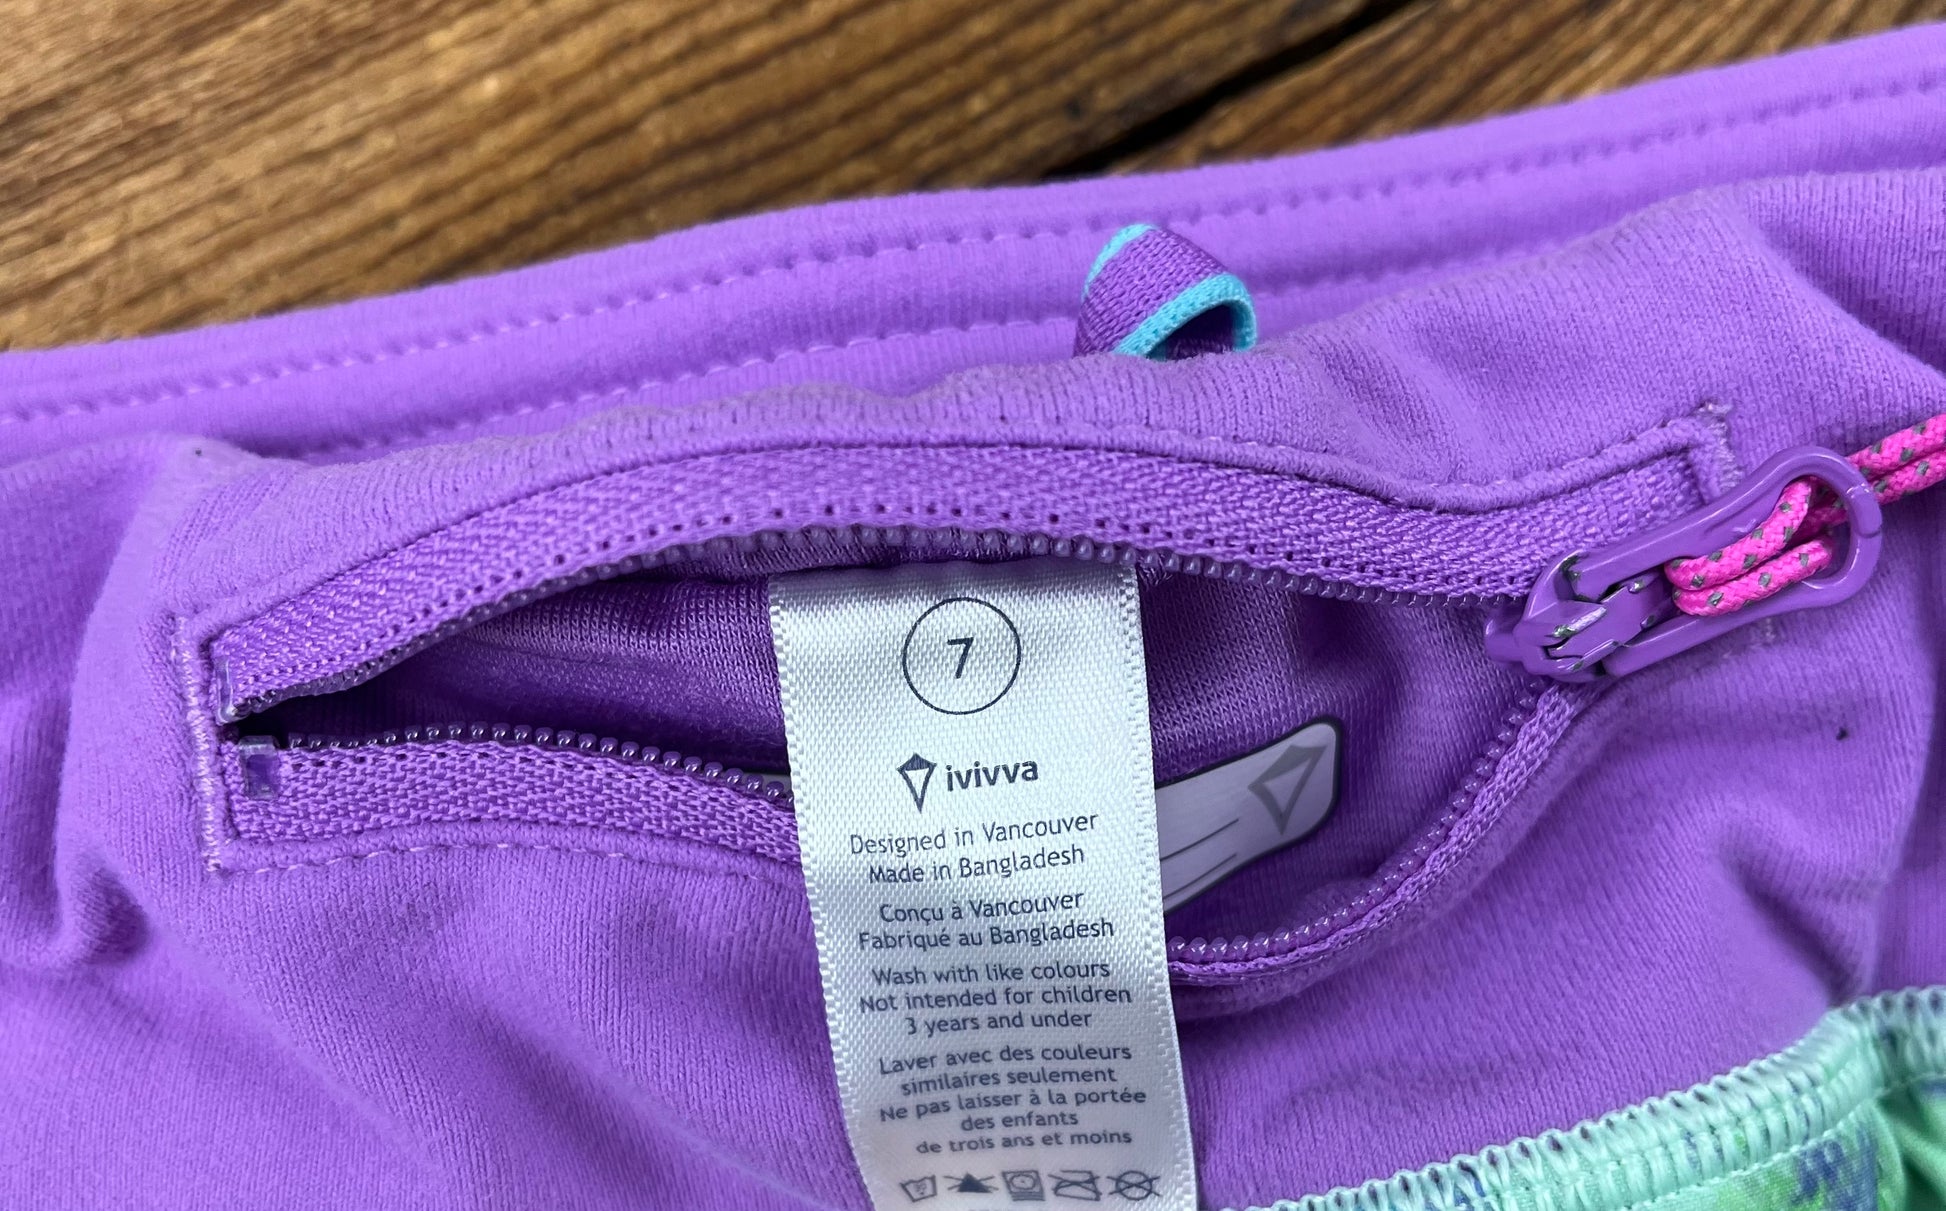 7
ivivva
Designed in Vancouver
Made in Bangladesh
Conçu à Vancouver
Fabriqué au Bangladesh
Wash with like colours
Not intended for children
3 years and under
Laver avec des couleurs
similaires seulement
Ne pas laisser à la portée
des enfants
de trois ans et moins